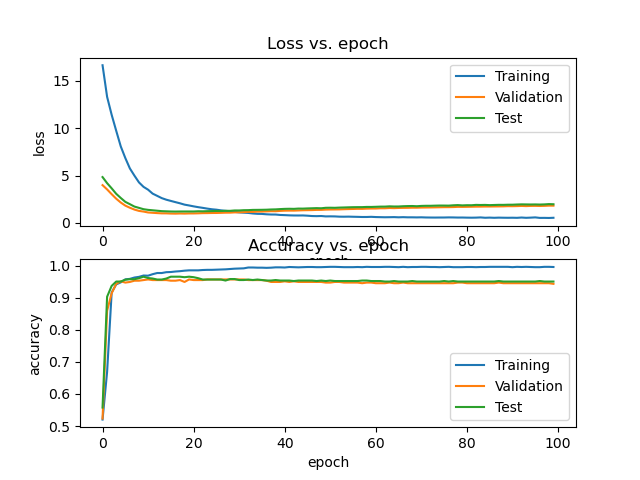 Loss vs. epoch
15
10
5
0
loss
Training
Validation
Test
0
20
40
60
80
100
epoch
Accuracy vs. epoch
1.0
0.9
0.8
0.7
0.6
0.5
accuracy
Training
Validation
Test
0
20
40
60
80
100
epoch